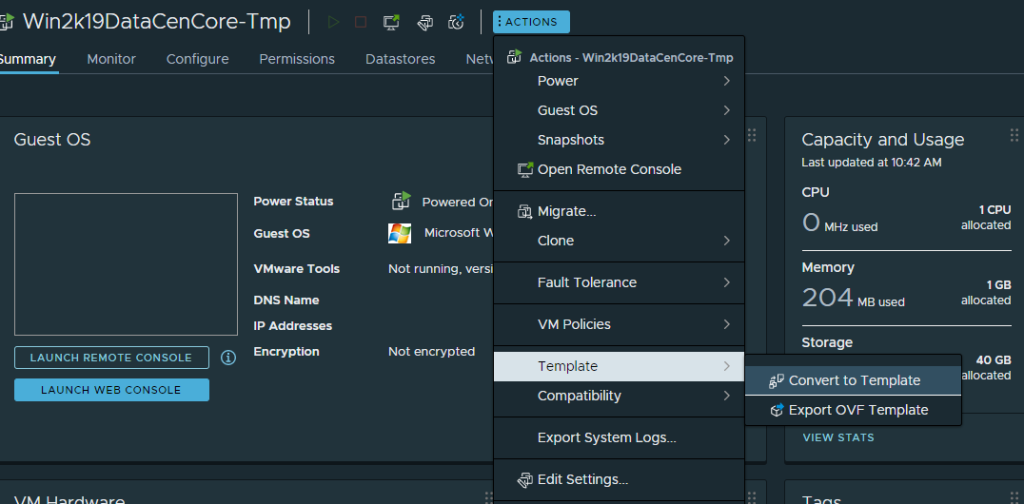 Win2k19DataCenCore-Tmp
ACTIONS
Summary Monitor Configure Permissions Datastores
Actions - Win2k19DataCenCore-Tmp
Power
Guest OS
Snapshots
Open Remote Console
Migrate...
Clone
Fault Tolerance
VM Policies
Template
Compatibility
Export System Logs...
Edit Settings...
Convert to Template
Export OVF Template
Guest OS
Power Status Powered
Guest OS Microsoft
VMware Tools Not running,
DNS Name
IP Addresses
Encryption Not encrypted
LAUNCH REMOTE CONSOLE
LAUNCH WEB CONSOLE
Capacity and Usage
Last updated at 10:42 AM
CPU
0 MHz used
1 CPU
allocated
Memory
204 MB used
1 GB
allocated
Storage
40 GB
allocated
VIEW STATS
VM Hardware
Tags